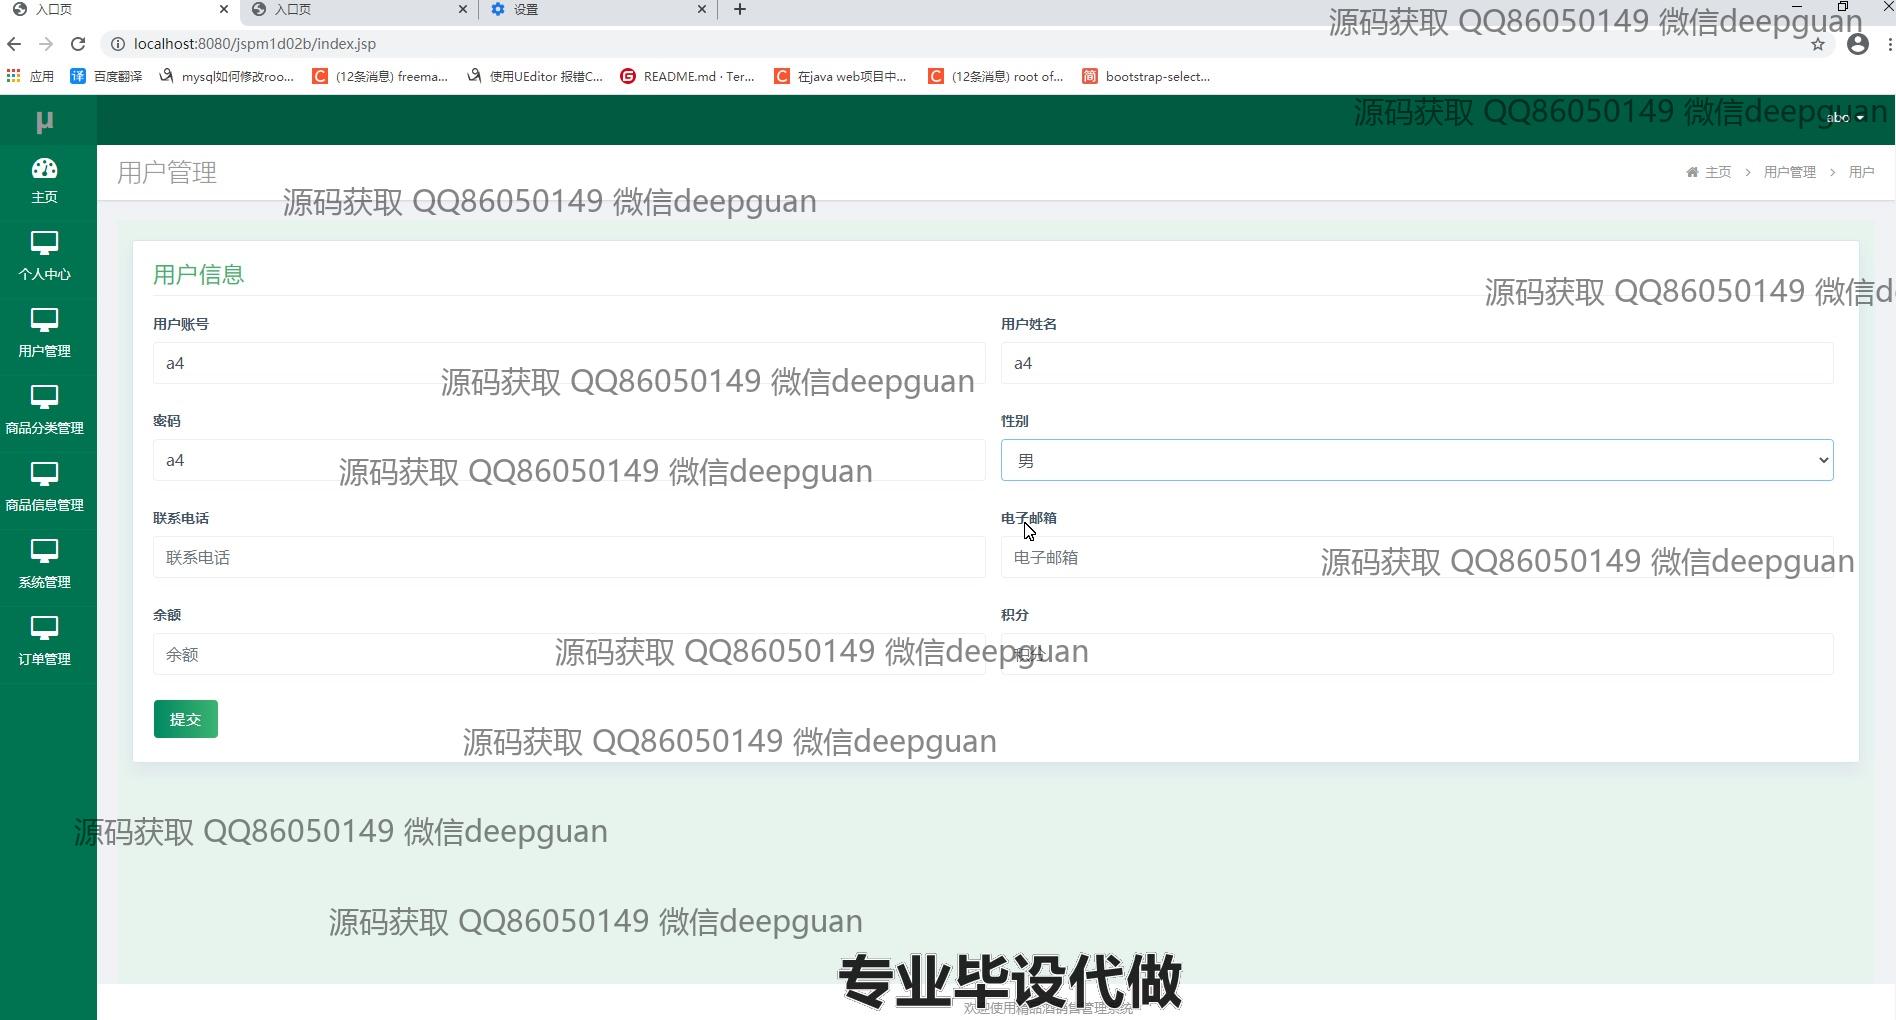 入口页
入口页
设置
localhost:8080/jspm1d02b/index.jsp
源码获取 QQ86050149 微信deepguan
应用
百度翻译
mysql如何修改roo...
(12条消息) freema...
使用UEditor 报错C...
README.md · Ter...
在java web项目中...
(12条消息) root of...
bootstrap-select...
μ
源码获取 QQ86050149 微信deepguan
abo
主页
个人中心
用户管理
商品分类管理
商品信息管理
系统管理
订单管理
用户管理
主页 > 用户管理 > 用户
源码获取 QQ86050149 微信deepguan
用户信息
源码获取 QQ86050149 微信d
用户账号
用户姓名
a4
a4
源码获取 QQ86050149 微信deepguan
密码
性别
a4
男
源码获取 QQ86050149 微信deepguan
联系电话
电子邮箱
联系电话
电子邮箱
源码获取 QQ86050149 微信deepguan
余额
积分
余额
积分
源码获取 QQ86050149 微信deepguan
提交
源码获取 QQ86050149 微信deepguan
源码获取 QQ86050149 微信deepguan
源码获取 QQ86050149 微信deepguan
专业毕设代做
欢迎使用精品酒销售管理系统